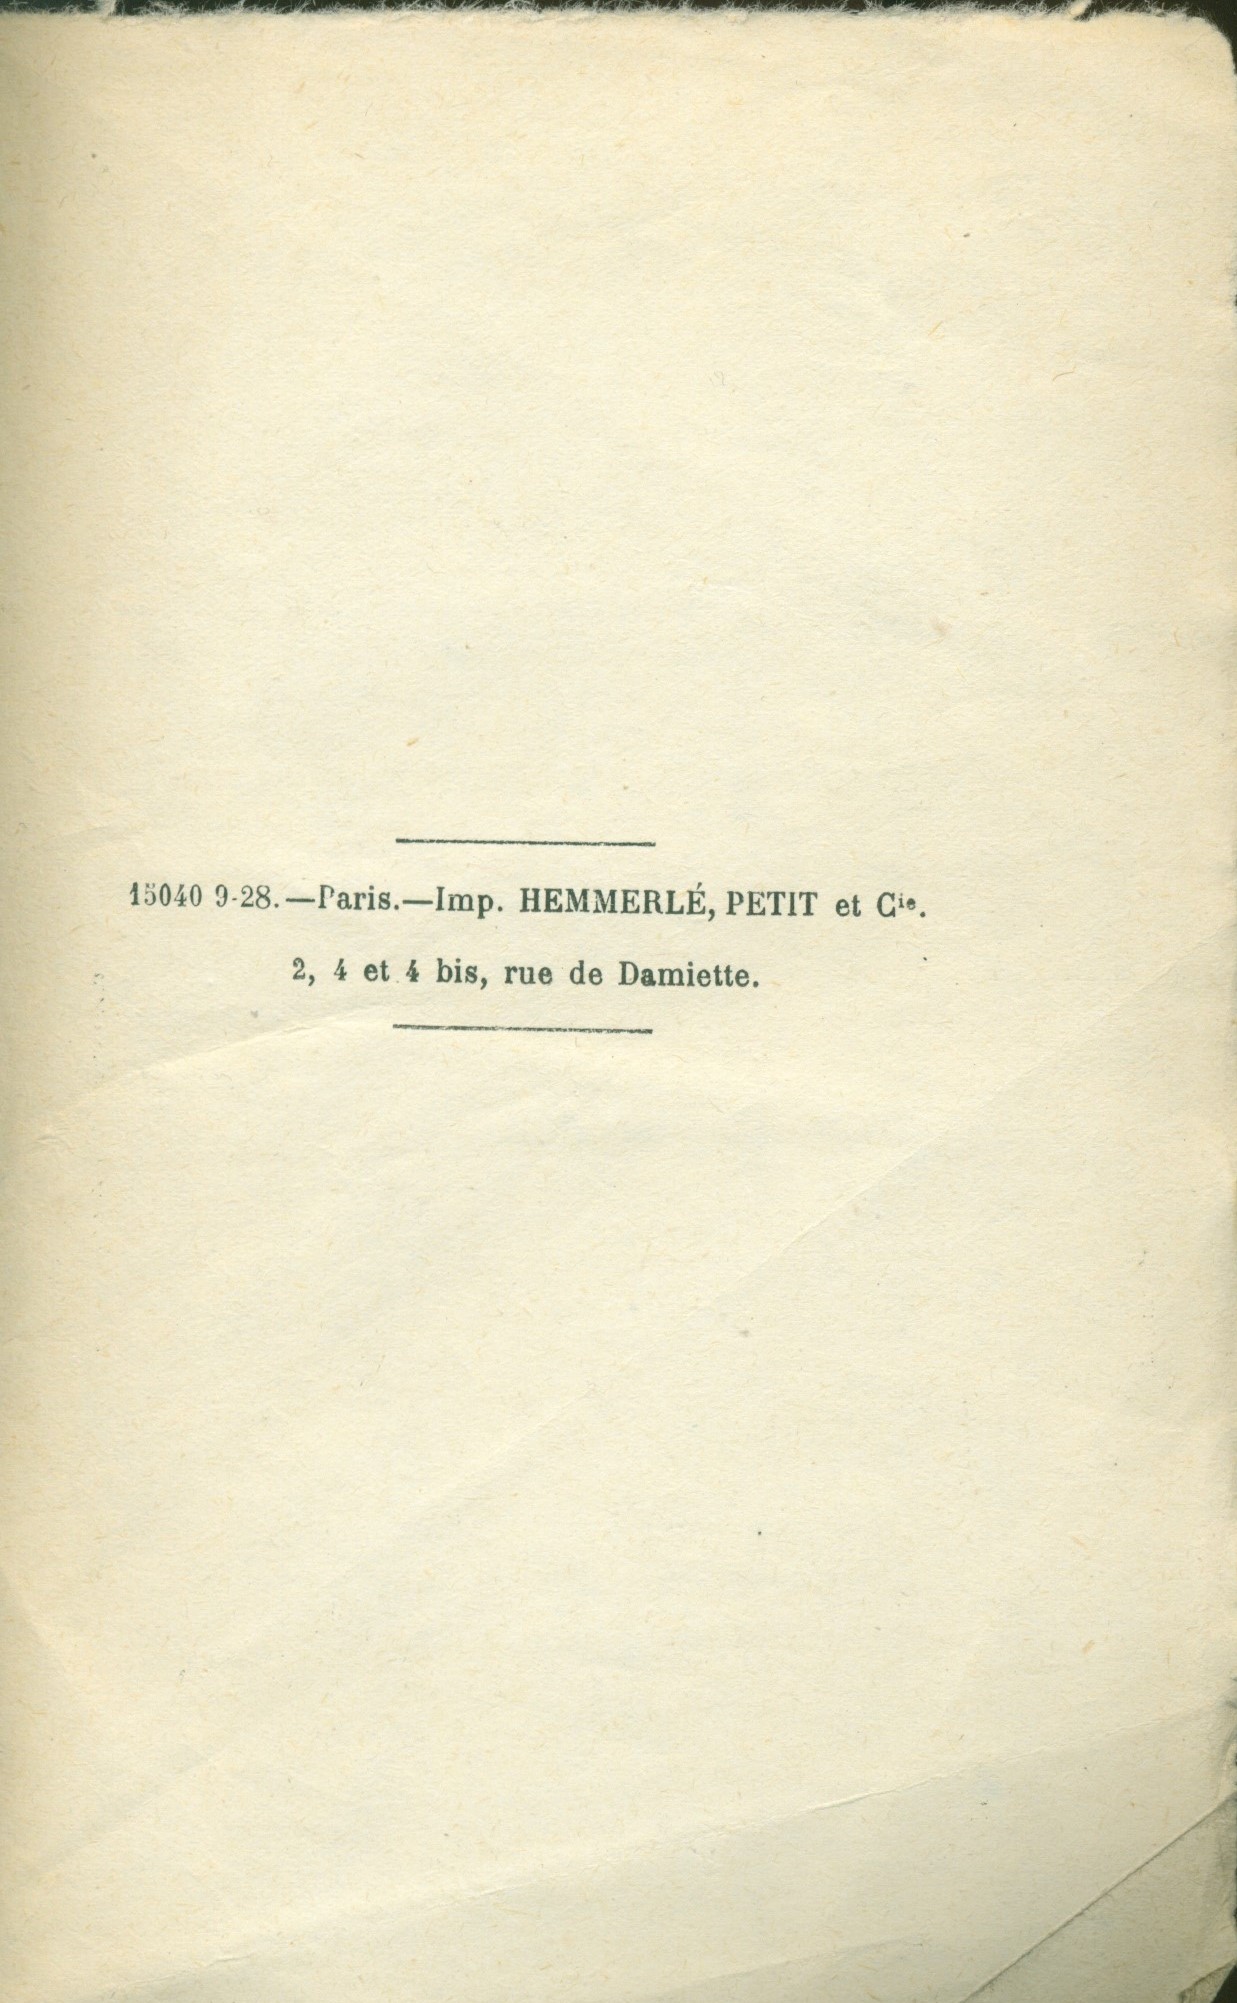 15040 9-28.—Paris.—Imp. HEMMERLÉ, PETIT et Cie.
2, 4 et 4 bis, rue de Damiette.